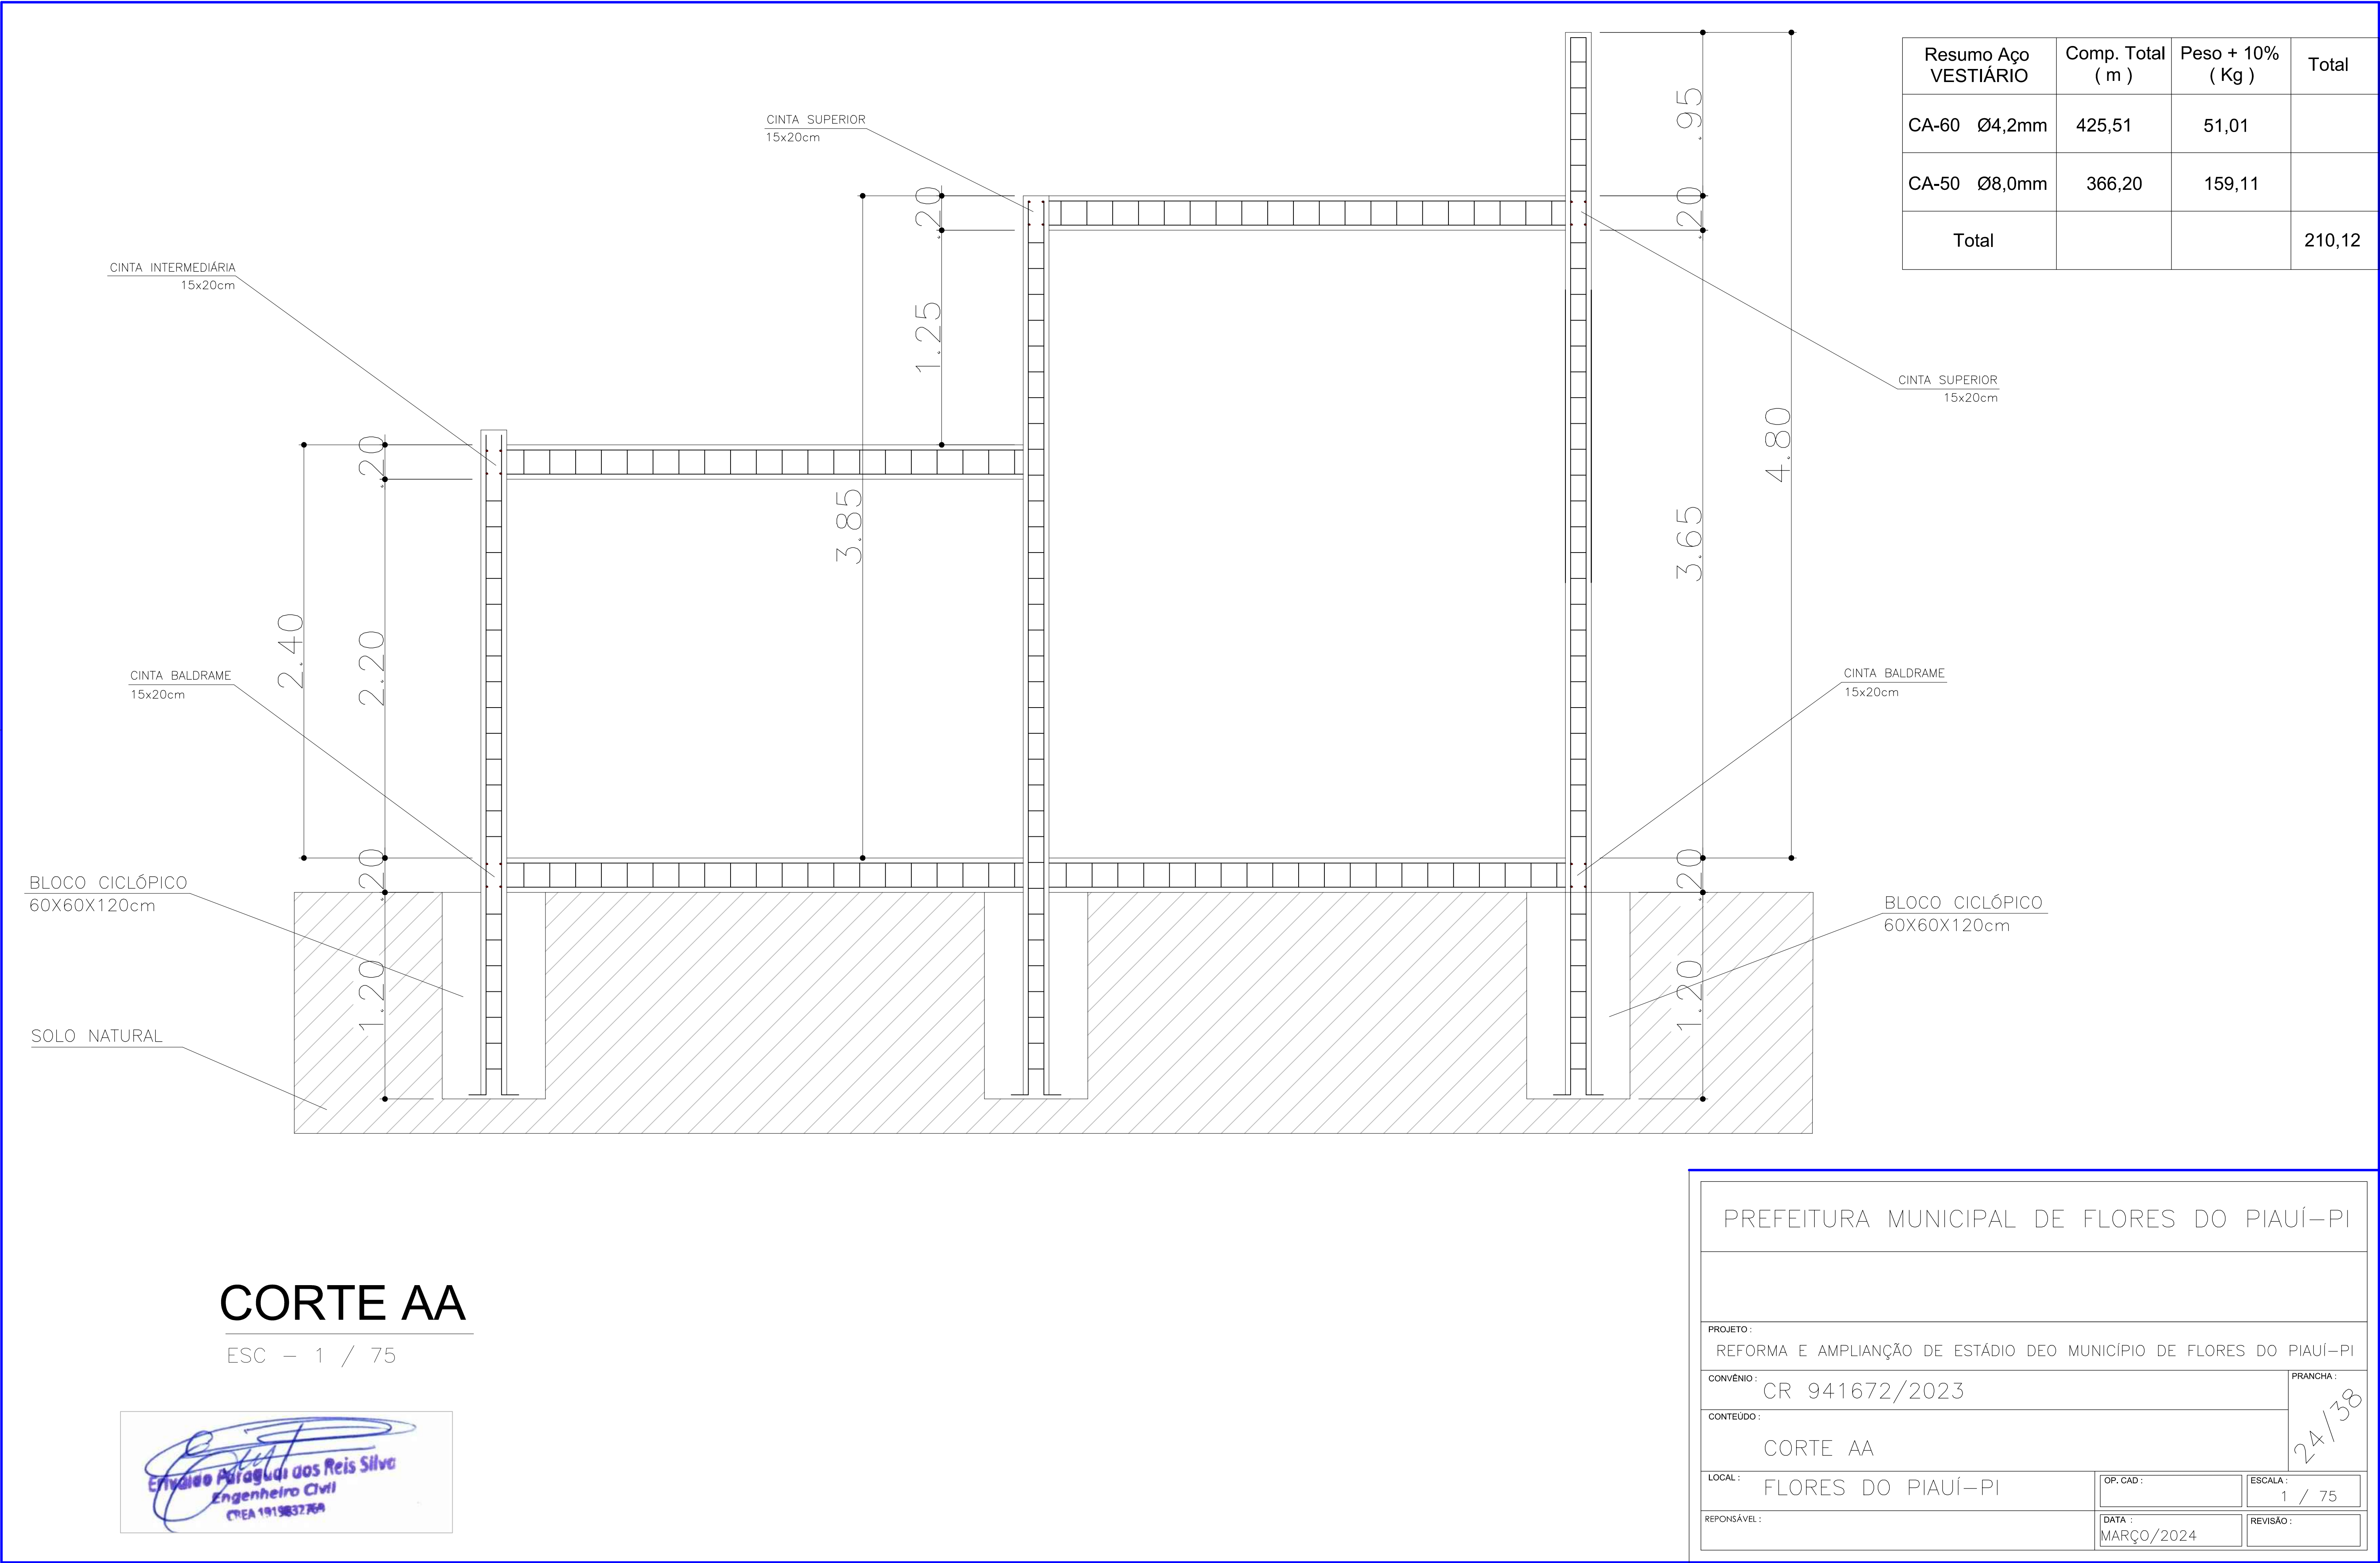 Resumo Aço VESTIÁRIO
Comp. Total ( m )
Peso + 10% ( Kg )
Total
CA-60 Ø4,2mm 425,51 51,01
CA-50 Ø8,0mm 366,20 159,11
Total 210,12
CINTA SUPERIOR
15x20cm
CINTA INTERMEDIÁRIA
15x20cm
CINTA SUPERIOR
15x20cm
CINTA BALDRAME
15x20cm
CINTA BALDRAME
15x20cm
BLOCO CICLÓPICO
60X60X120cm
BLOCO CICLÓPICO
60X60X120cm
SOLO NATURAL
2.40
.20
2.20
.20
1.20
3.85
.20
1.25
.95
.20
3.65
.20
1.20
4.80
CORTE AA
ESC - 1 / 75
dos Reis Silva
Engenheiro Civil
PREFEITURA MUNICIPAL DE FLORES DO PIAUÍ-PI
PROJETO :
REFORMA E AMPLIANÇÃO DE ESTÁDIO DEO MUNICÍPIO DE FLORES DO PIAUÍ-PI
CONVÊNIO :
CR 941672/2023
PRANCHA :
24/38
CONTEÚDO :
CORTE AA
LOCAL :
FLORES DO PIAUÍ-PI
OP. CAD :
ESCALA :
1 / 75
REPONSÁVEL :
DATA :
MARÇO/2024
REVISÃO :